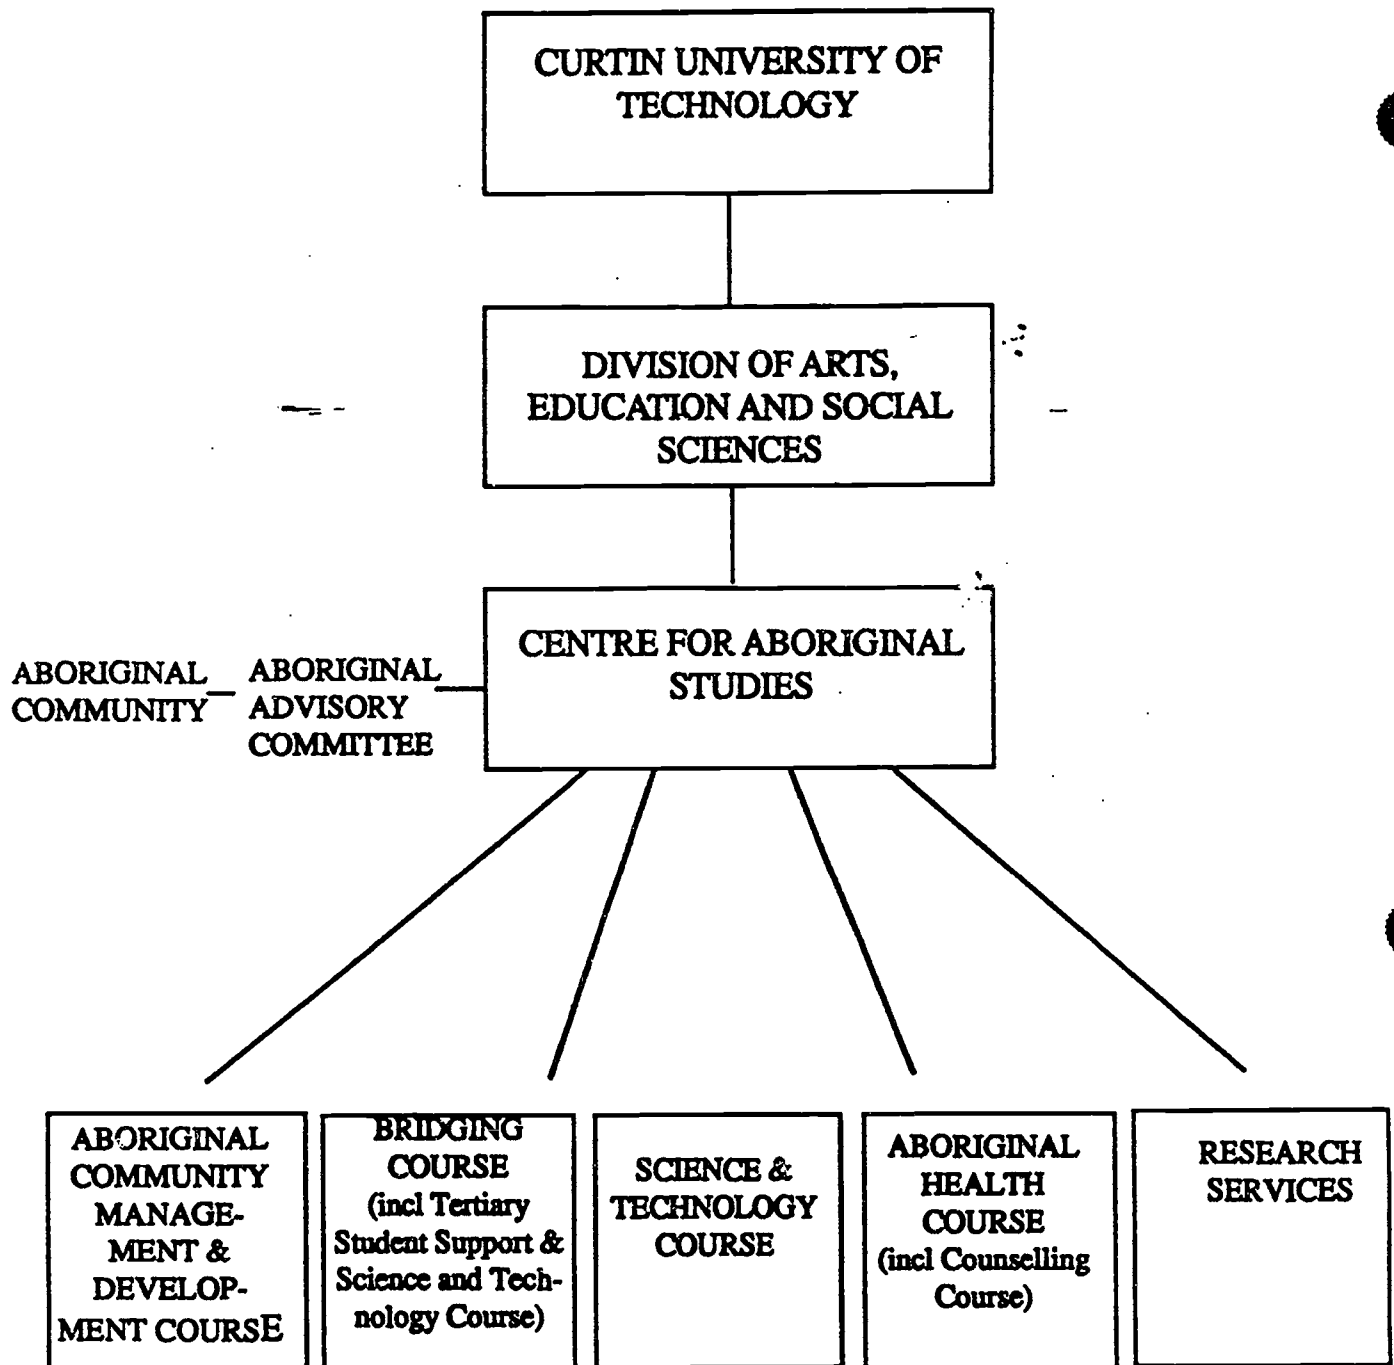 CURTIN UNIVERSITY OF
TECHNOLOGY
DIVISION OF ARTS,
EDUCATION AND SOCIAL
SCIENCES
CENTRE FOR ABORIGINAL
STUDIES
ABORIGINAL
COMMUNITY
ABORIGINAL
ADVISORY
COMMITTEE
ABORIGINAL
COMMUNITY
MANAGE-
MENT &
DEVELOP-
MENT COURSE
BRIDGING
COURSE
(incl Tertiary
Student Support &
Science and Tech-
nology Course)
SCIENCE &
TECHNOLOGY
COURSE
ABORIGINAL
HEALTH
COURSE
(incl Counselling
Course)
RESEARCH
SERVICES